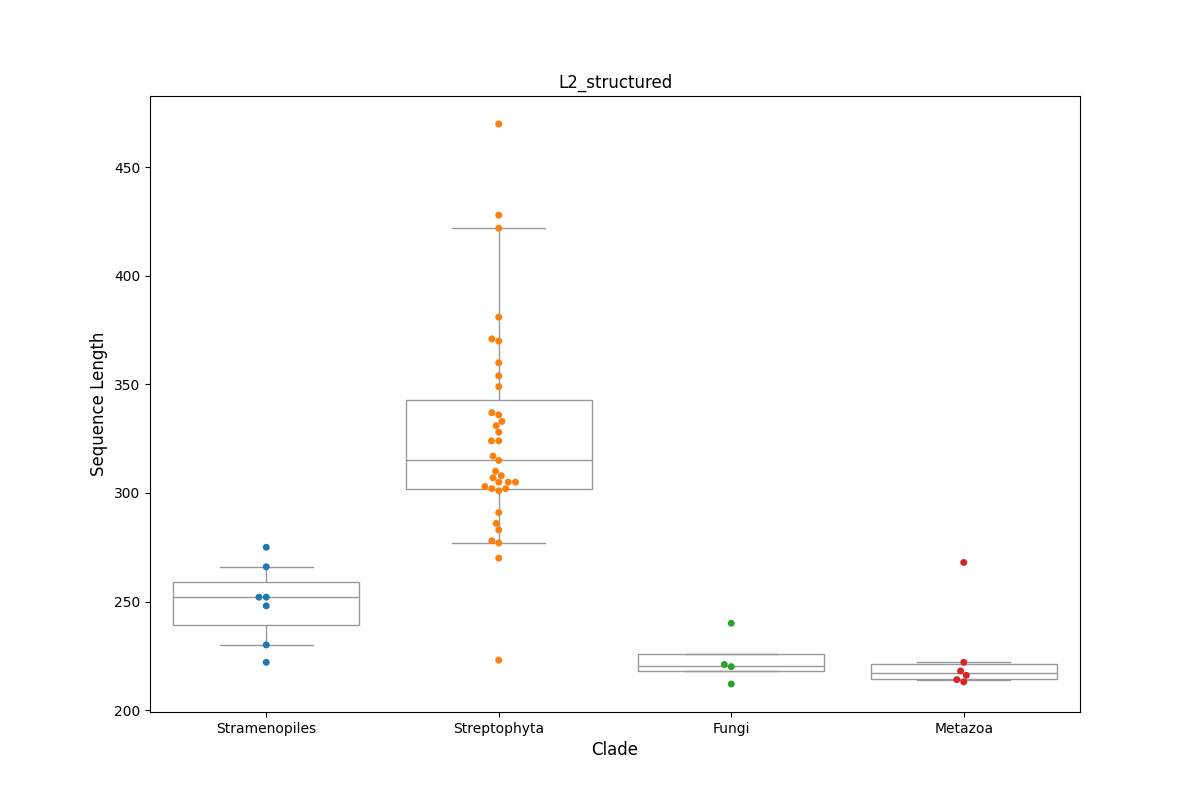 L2_structured
Sequence Length
450
400
350
300
250
200
Stramenopiles
Streptophyta
Fungi
Metazoa
Clade